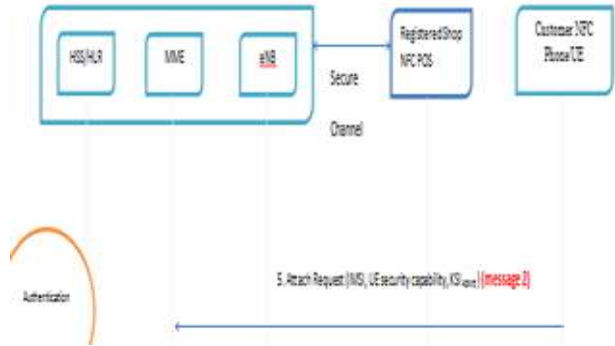 HSS/HLR
MME
eNB
Registered Shop
NFC POS
Customer NFC
Phone UE
Secure
Channel
5. Attach Request (IMSI, UE security capability, KSI ASME) (message 2)
Authentication